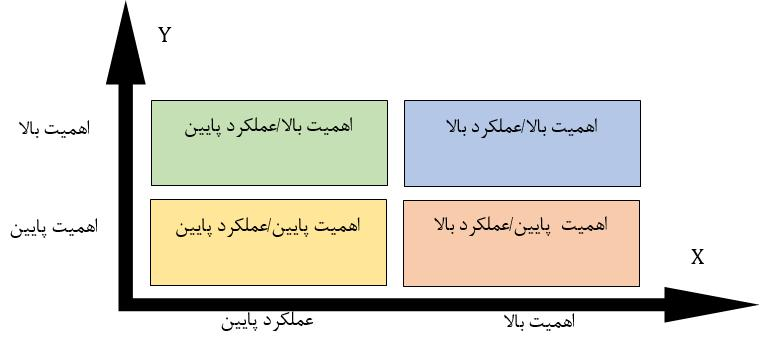 Y
اهمیت بالا
اهمیت بالا/عملکرد پایین
اهمیت بالا/عملکرد بالا
اهمیت پایین
اهمیت پایین/عملکرد پایین
اهمیت پایین/عملکرد بالا
X
عملکرد پایین
اهمیت بالا